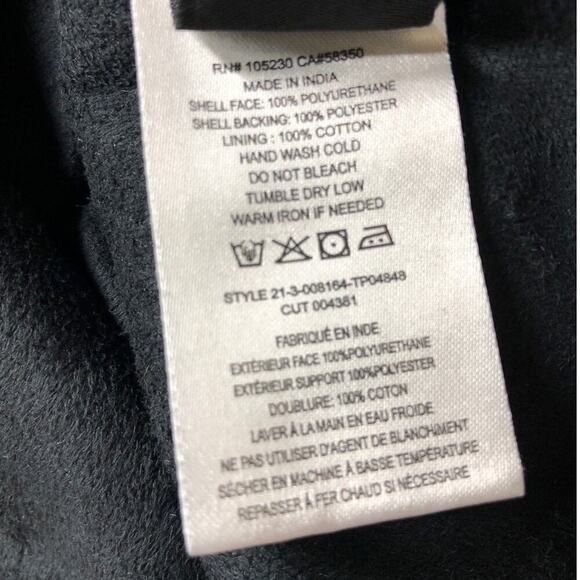 RN# 105230 CA#58350
MADE IN INDIA
SHELL FACE: 100% POLYURETHANE
SHELL BACKING: 100% POLYESTER
LINING : 100% COTTON
HAND WASH COLD
DO NOT BLEACH
TUMBLE DRY LOW
WARM IRON IF NEEDED
STYLE 21-3-008164-TP04848
CUT 004381
FABRIQUÉ EN INDE
EXTÉRIEUR FACE 100%POLYURETHANE
EXTÉRIEUR SUPPORT 100%POLYESTER
DOUBLURE: 100% COTON
LAVER À LA MAIN EN EAU FROIDE
NE PAS UTILISER D'AGENT DE BLANCHIMENT
SÉCHER EN MACHINE À BASSE TEMPÉRATURE
REPASSER À FER CHAUD SI NÉCESSAIRE